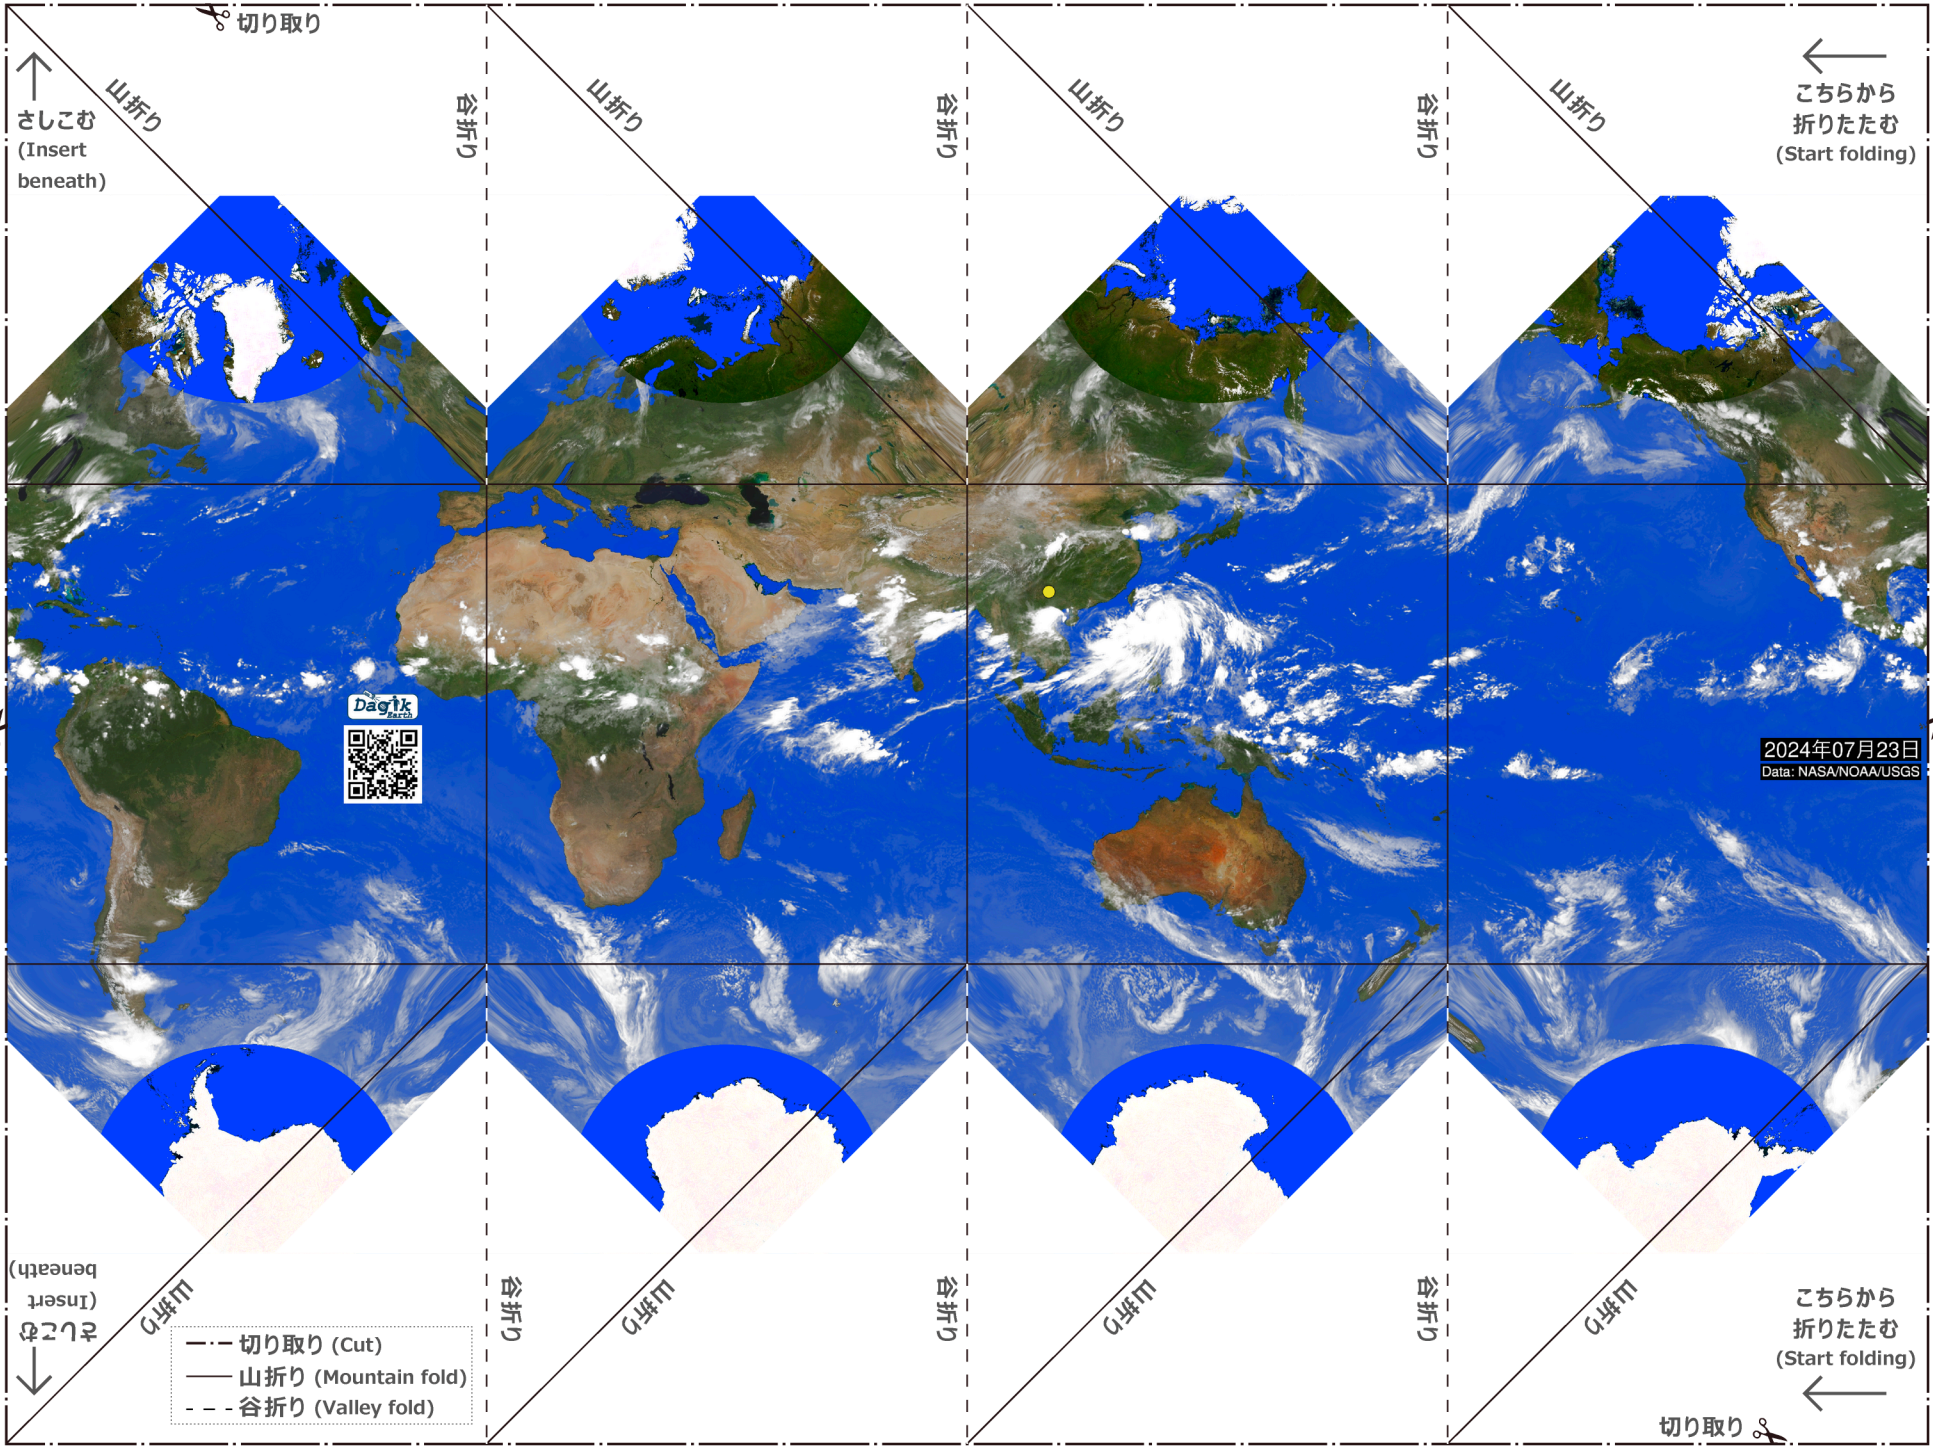 切り取り
さしこむ
(Insert
beneath)
山折り
谷折り
山折り
谷折り
山折り
谷折り
山折り
こちらから
折りたたむ
(Start folding)
Dagik
Earth
2024年07月23日
Data: NASA/NOAA/USGS
さしこむ
(Insert
beneath)
山折り
谷折り
山折り
谷折り
山折り
谷折り
山折り
こちらから
折りたたむ
(Start folding)
切り取り (Cut)
山折り (Mountain fold)
谷折り (Valley fold)
切り取り